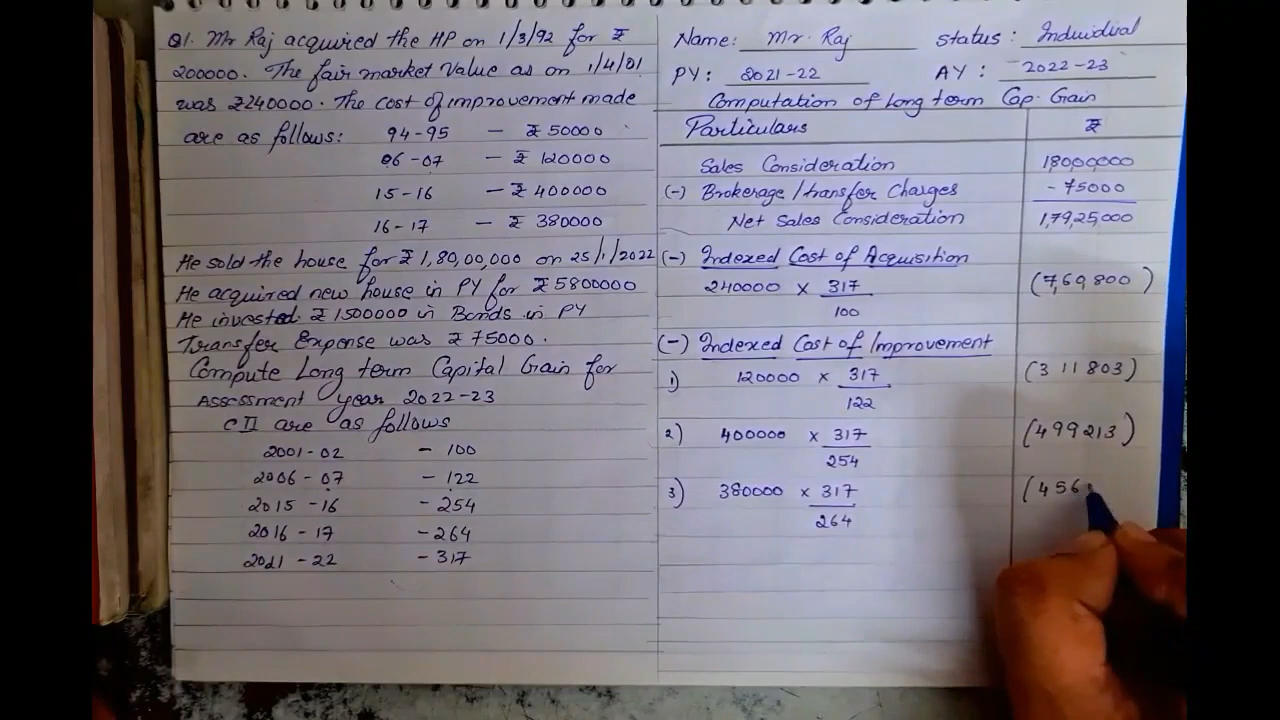 Q1. Mr Raj acquired the HP on 1/3/92 for ₹
200000. The fair market Value as on 1/4/01
was ₹240000. The cost of improvement made
are as follows: 94-95 - ₹ 50000
06-07 - ₹ 120000
15-16 - ₹ 400000
16-17 - ₹ 380000
He sold the house for ₹ 1,80,00,000 on 25/1/2022
He acquired new house in PY for ₹ 5800000
He invested ₹ 1500000 in Bonds in PY
Transfer Expense was ₹ 75000.
Compute Long term Capital Gain for
Assessment year 2022-23
CII are as follows
2001-02 - 100
2006-07 - 122
2015-16 - 254
2016-17 - 264
2021-22 - 317
Name: Mr. Raj Status: Individual
PY: 2021-22 AY: 2022-23
Computation of Long term Cap. Gain
Particulars ₹
Sales Consideration 18000000
(-) Brokerage / transfer Charges - 75000
Net Sales Consideration 1,7925,000
(-) Indexed Cost of Acquisition
240000 × 317 (7,60,800)
100
(-) Indexed Cost of Improvement
1) 120000 × 317 (311803)
122
2) 400000 × 317 (499213)
254
3) 380000 × 317 (456
264